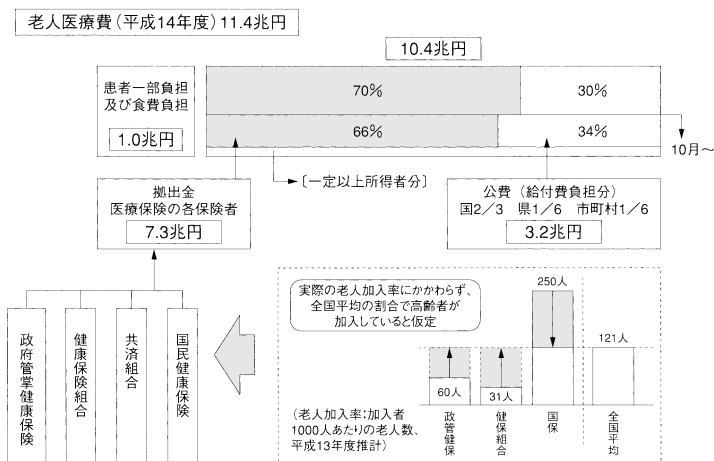 老人医療費（平成14年度）11.4兆円
10.4兆円
患者一部負担
及び食費負担
1.0兆円
70%
30%
66%
34%
10月～
〔一定以上所得者分〕
拠出金
医療保険の各保険者
7.3兆円
公費（給付費負担分）
国2／3　県1／6　市町村1／6
3.2兆円
政府管掌健康保険
健康保険組合
共済組合
国民健康保険
実際の老人加入率にかかわらず、
全国平均の割合で高齢者が
加入していると仮定
250人
121人
60人
31人
政管健保
健保組合
国保
全国平均
（老人加入率：加入者
1000人あたりの老人数、
平成13年度推計）